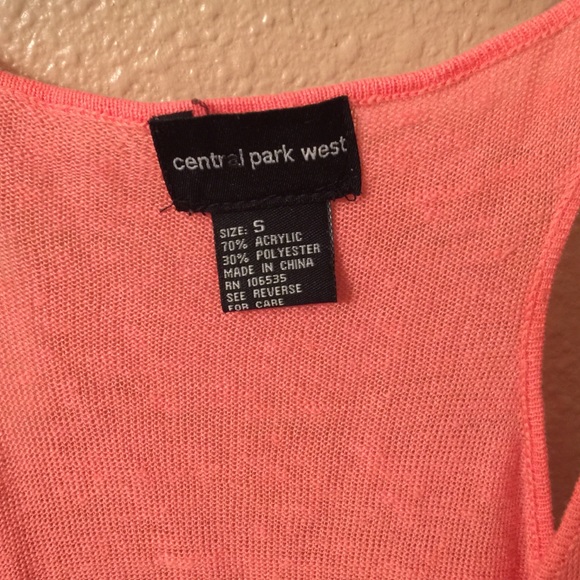 central park west
SIZE: S
70% ACRYLIC
30% POLYESTER
MADE IN CHINA
RN 106535
SEE REVERSE
FOR CARE